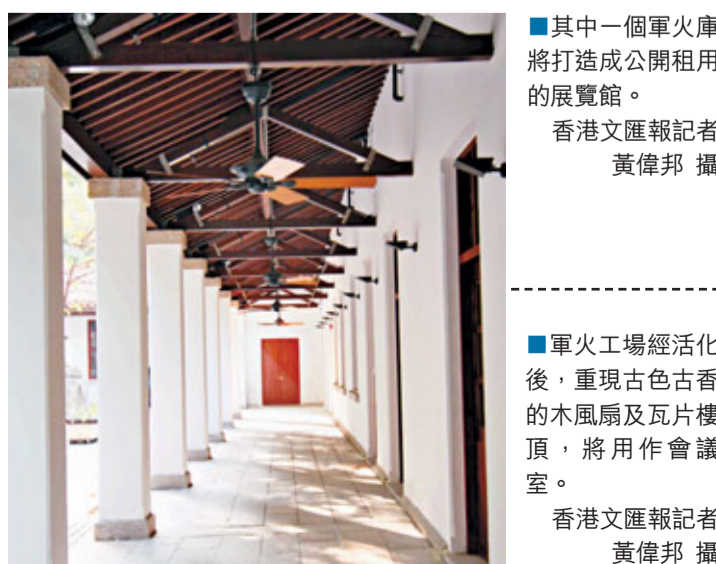 ■其中一個軍火庫
將打造成公開租用
的展覽館。
香港文匯報記者
黃偉邦 攝
■軍火工場經活化
後，重現古色古香
的木風扇及瓦片樓
頂，將用作會議
室。
香港文匯報記者
黃偉邦 攝